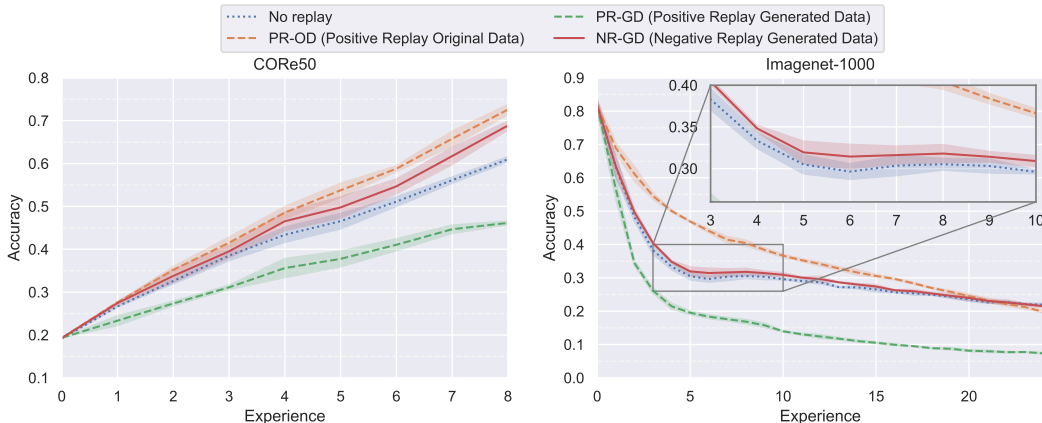 No replay
PR-OD (Positive Replay Original Data)
PR-GD (Positive Replay Generated Data)
NR-GD (Negative Replay Generated Data)
CORe50
0.8
0.7
0.6
0.5
0.4
0.3
0.2
0.1
Accuracy
0 1 2 3 4 5 6 7 8
Experience
Imagenet-1000
0.9
0.8
0.7
0.6
0.5
0.4
0.3
0.2
0.1
0.0
Accuracy
0.40
0.35
0.30
3 4 5 6 7 8 9 10
0 5 10 15 20
Experience